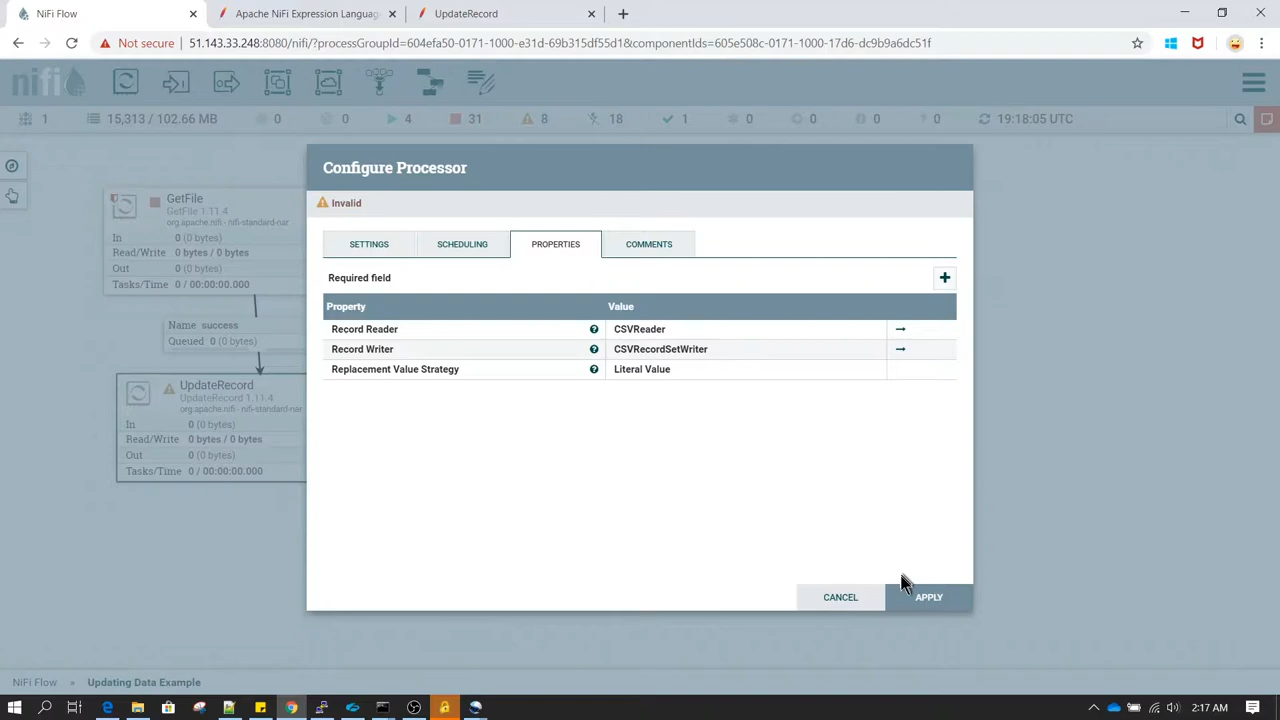 NiFi Flow
Apache NiFi Expression Language
UpdateRecord
Not secure
51.143.33.248:8080/nifi/?processGroupId=604efa50-0171-1000-e31d-69b315df55d1&componentIds=605e508c-0171-1000-17d6-dc9b9a6dc51f
nifi
1
15,313 / 102.66 MB
0
0
4
31
8
18
1
0
0
0
0
19:18:05 UTC
Configure Processor
Invalid
SETTINGS
SCHEDULING
PROPERTIES
COMMENTS
Required field
Property
Value
Record Reader
CSVReader
Record Writer
CSVRecordSetWriter
Replacement Value Strategy
Literal Value
CANCEL
APPLY
GetFile
GetFile 1.11.4
org.apache.nifi - nifi-standard-nar
In 0 (0 bytes)
Read/Write 0 bytes / 0 bytes
Out 0 (0 bytes)
Tasks/Time 0 / 00:00:00.000
Name success
Queued 0 (0 bytes)
UpdateRecord
UpdateRecord 1.11.4
org.apache.nifi - nifi-standard-nar
In 0 (0 bytes)
Read/Write 0 bytes / 0 bytes
Out 0 (0 bytes)
Tasks/Time 0 / 00:00:00.000
NiFi Flow » Updating Data Example
2:17 AM